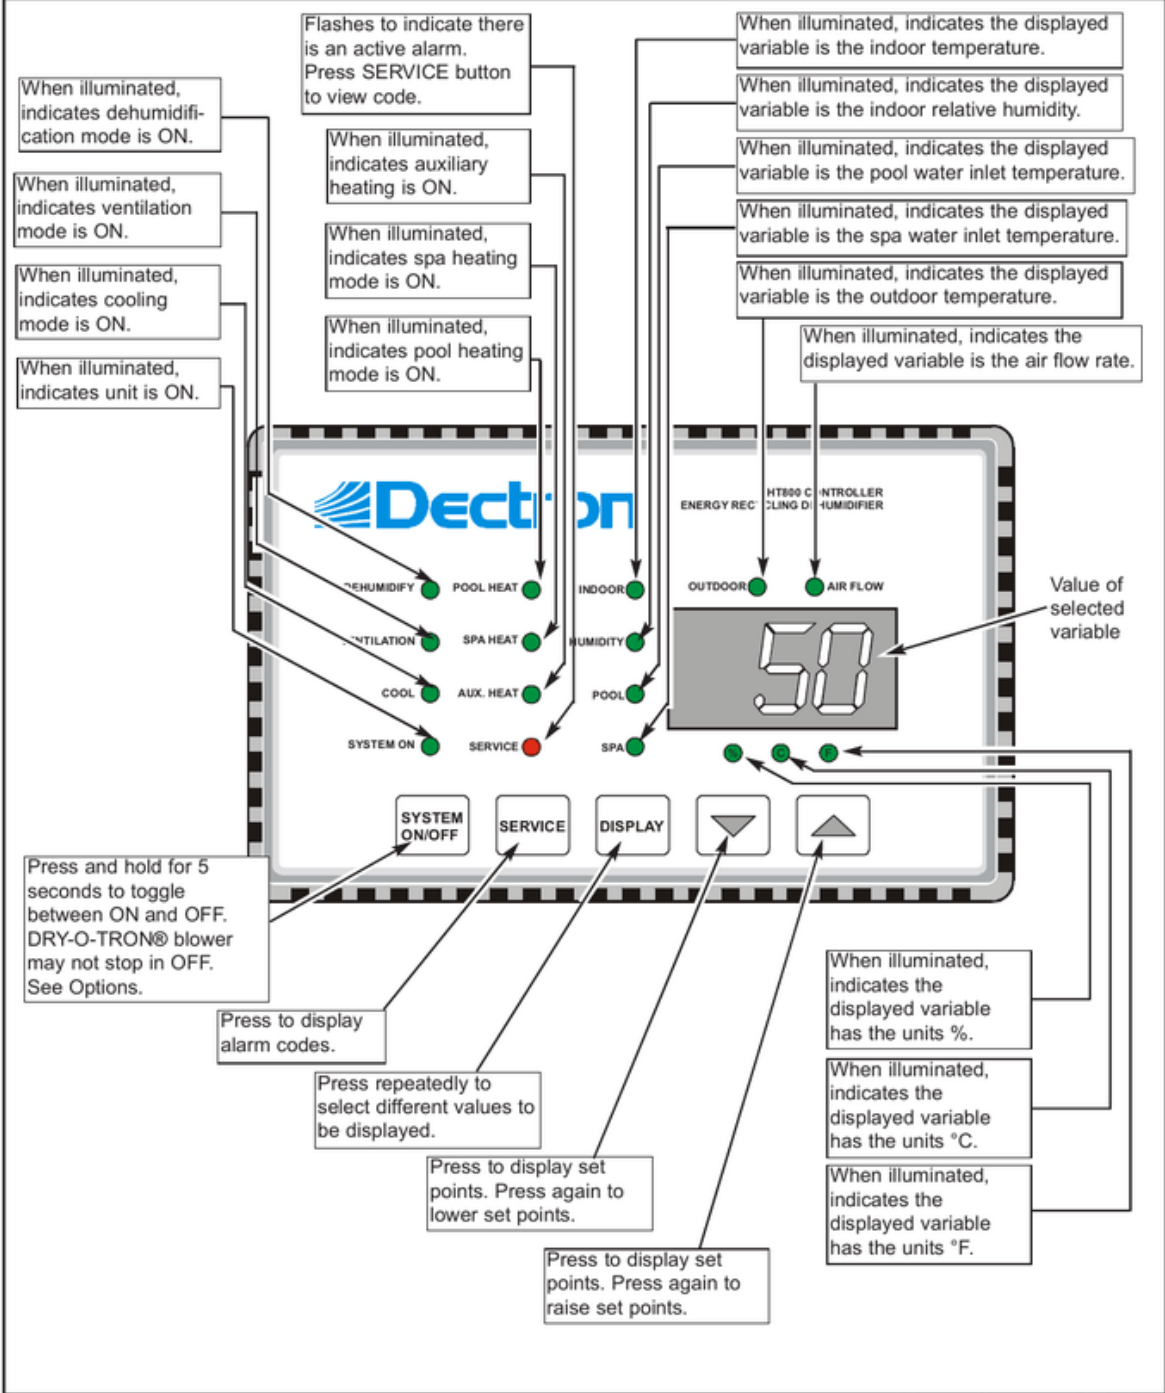 Flashes to indicate there
is an active alarm.
Press SERVICE button
to view code.
When illuminated, indicates the displayed
variable is the indoor temperature.
When illuminated,
indicates dehumidifi-
cation mode is ON.
When illuminated, indicates the displayed
variable is the indoor relative humidity.
When illuminated,
indicates auxiliary
heating is ON.
When illuminated, indicates the displayed
variable is the pool water inlet temperature.
When illuminated,
indicates ventilation
mode is ON.
When illuminated, indicates the displayed
variable is the spa water inlet temperature.
When illuminated,
indicates spa heating
mode is ON.
When illuminated,
indicates cooling
mode is ON.
When illuminated, indicates the displayed
variable is the outdoor temperature.
When illuminated,
indicates pool heating
mode is ON.
When illuminated, indicates the
displayed variable is the air flow rate.
When illuminated,
indicates unit is ON.
Dectron
HT800 CONTROLLER
ENERGY RECYCLING DEHUMIDIFIER
DEHUMIDIFY
POOL HEAT
INDOOR
OUTDOOR
AIR FLOW
VENTILATION
SPA HEAT
HUMIDITY
50
Value of
selected
variable
COOL
AUX. HEAT
POOL
SYSTEM ON
SERVICE
SPA
%
C
F
SYSTEM
ON/OFF
SERVICE
DISPLAY
Press and hold for 5
seconds to toggle
between ON and OFF.
DRY-O-TRON® blower
may not stop in OFF.
See Options.
When illuminated,
indicates the
displayed variable
has the units %.
Press to display
alarm codes.
When illuminated,
indicates the
displayed variable
has the units °C.
Press repeatedly to
select different values to
be displayed.
Press to display set
points. Press again to
lower set points.
When illuminated,
indicates the
displayed variable
has the units °F.
Press to display set
points. Press again to
raise set points.